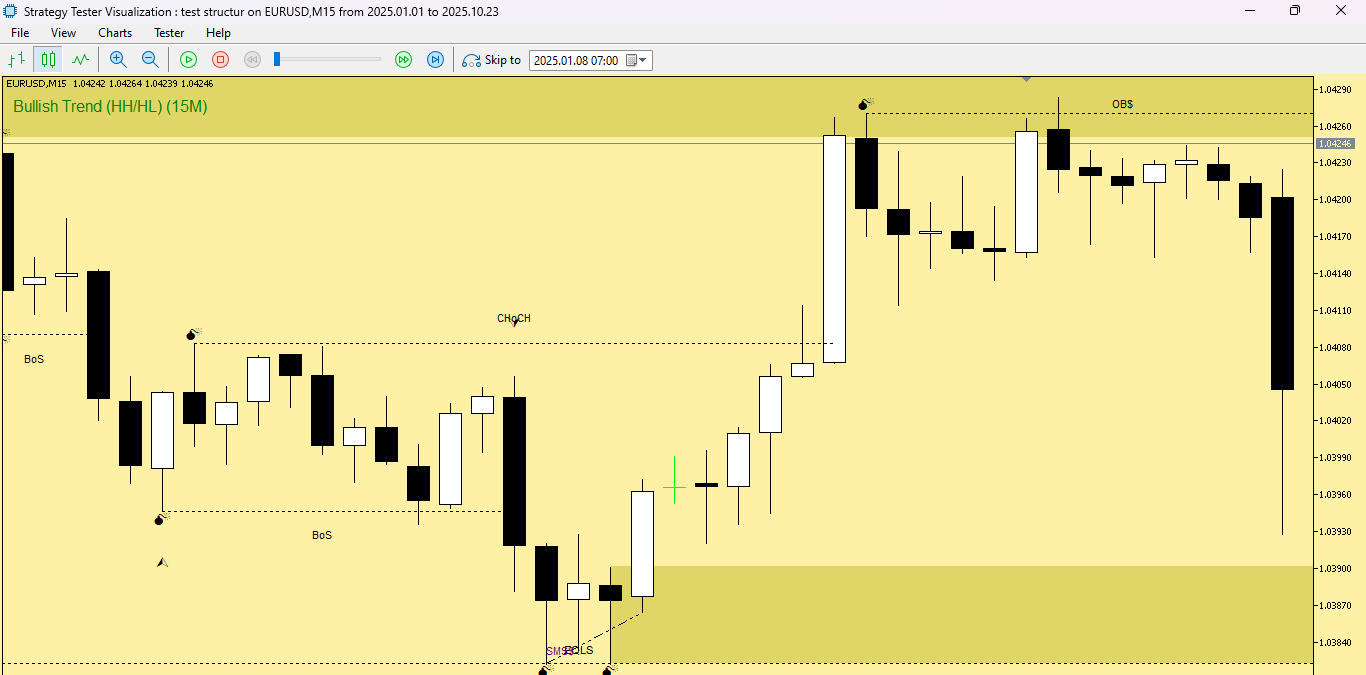 Strategy Tester Visualization : test structur on EURUSD,M15 from 2025.01.01 to 2025.10.23
File View Charts Tester Help
Skip to 2025.01.08 07:00
EURUSD,M15 1.04242 1.04264 1.04239 1.04246
Bullish Trend (HH/HL) (15M)
OB$
CHoCH
BoS
BoS
EQLS
1.04290
1.04260
1.04246
1.04230
1.04200
1.04170
1.04140
1.04110
1.04080
1.04050
1.04020
1.03990
1.03960
1.03930
1.03900
1.03870
1.03840